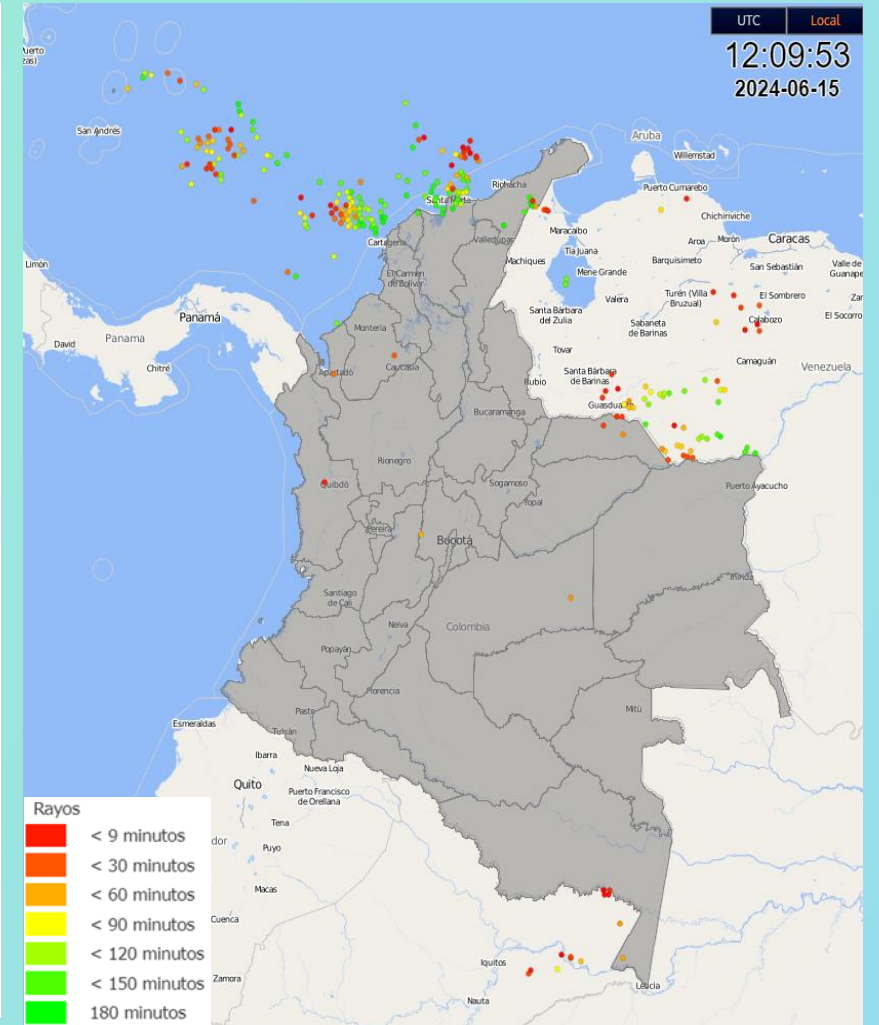 UTC
Local
12:09:53
2024-06-15
San Andrés
Aruba
Willemstad
Riohacha
Puerto Cumarebo
Santa Marta
Chichiriviche
Cartagena
Valledupar
Maracaibo
Aroa
Morón
Caracas
Limón
Machiques
Tía Juana
Barquisimeto
San Sebastián
Valle de
Guanape
El Carmen
de Bolívar
Mene Grande
Turén (Villa
Bruzual)
El Sombrero
Zar
Valera
Panamá
Santa Bárbara
del Zulia
Calabozo
El Socorro
David
Panama
Montería
Sabaneta
de Barinas
Chitré
Tovar
Camaguán
Venezuela
Apartadó
Caucasia
Rubio
Santa Bárbara
de Barinas
Bucaramanga
Guasdualito
Rionegro
Quibdó
Sogamoso
Puerto Ayacucho
Yopal
Pereira
Bogotá
Inírida
Santiago
de Cali
Neiva
Colombia
Popayán
Florencia
Mitú
Pasto
Esmeraldas
Tulcán
Ibarra
Nueva Loja
Quito
Puerto Francisco
de Orellana
Tena
dor
Puyo
Macas
Cuenca
Iquitos
Zamora
Leticia
Nauta
Rayos
< 9 minutos
< 30 minutos
< 60 minutos
< 90 minutos
< 120 minutos
< 150 minutos
180 minutos